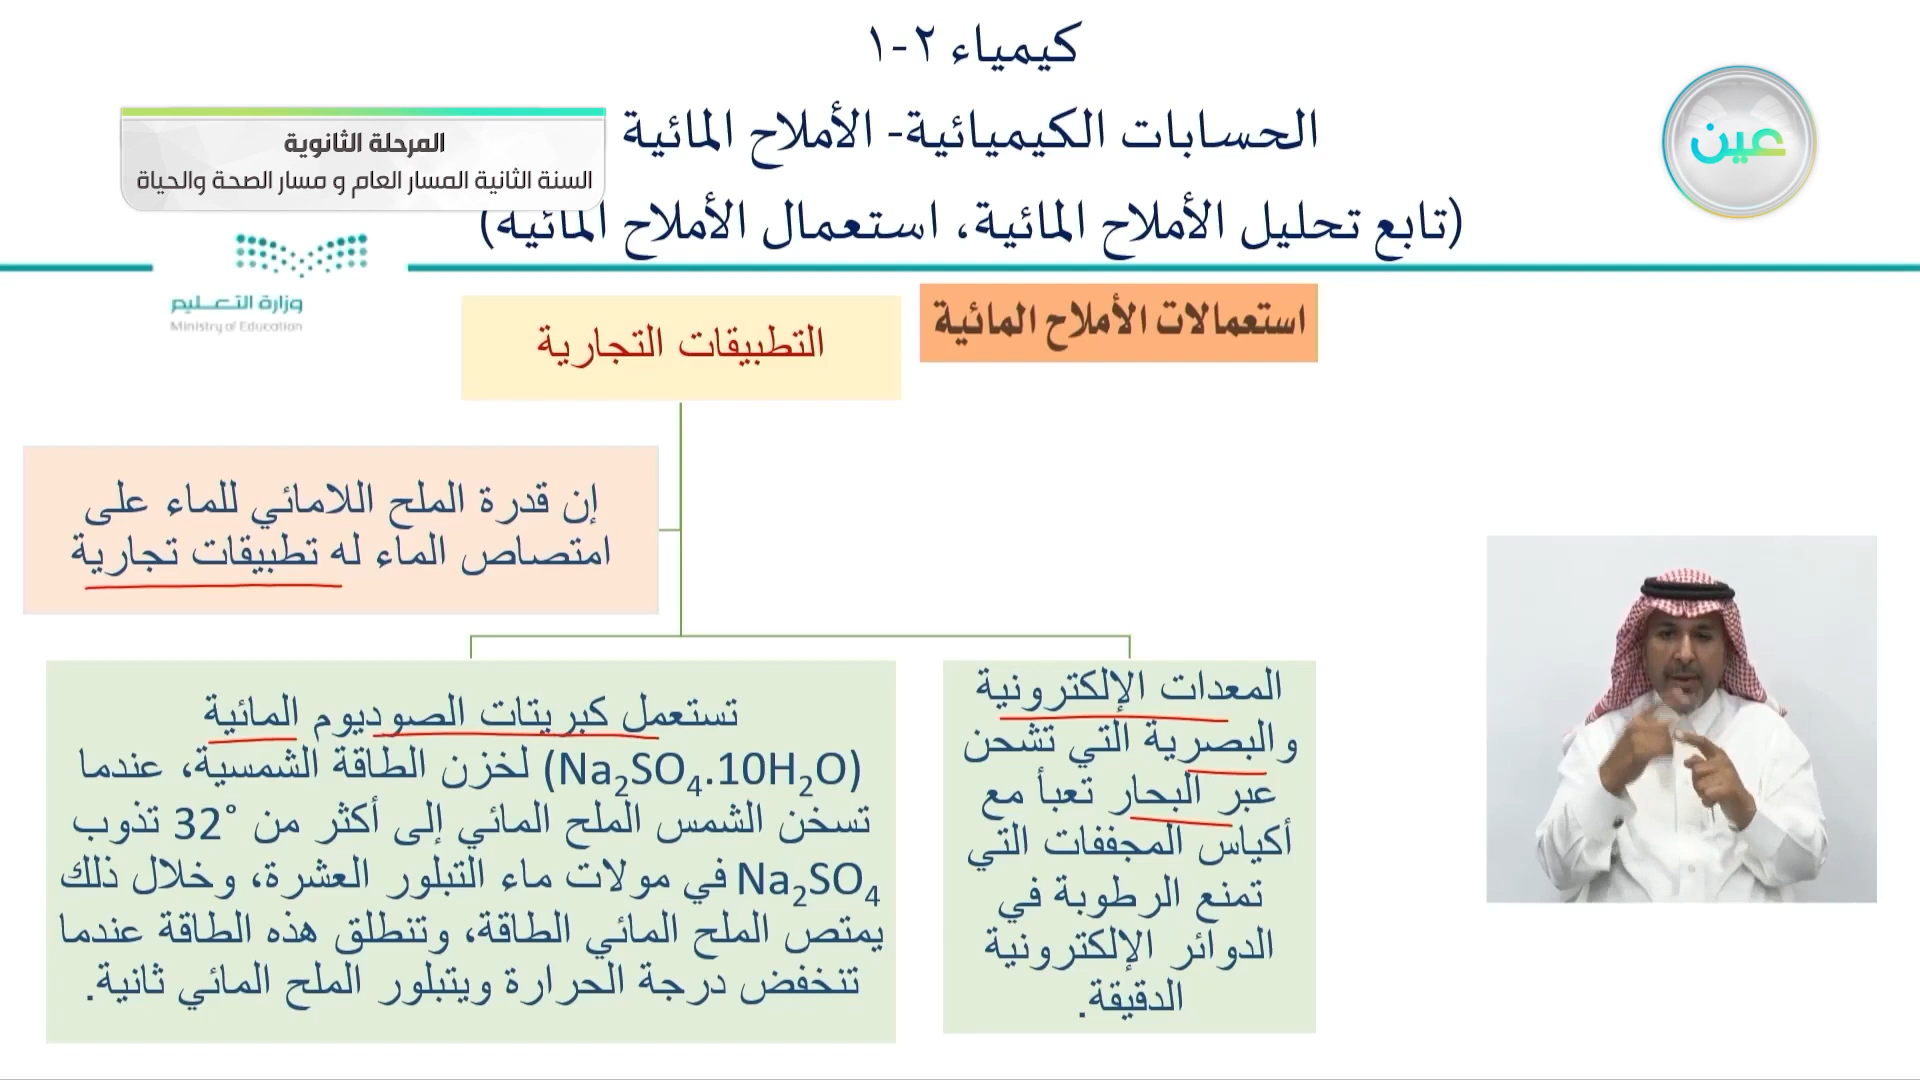 كيمياء ٢-١
الحسابات الكيميائية- الأملاح المائية
(تابع تحليل الأملاح المائية، استعمال الأملاح المائية)
المرحلة الثانوية
السنة الثانية المسار العام و مسار الصحة والحياة
عين
وزارة التعليم
Ministry of Education
استعمالات الأملاح المائية
التطبيقات التجارية
إن قدرة الملح اللامائي للماء على
امتصاص الماء له تطبيقات تجارية
المعدات الإلكترونية
والبصرية التي تشحن
عبر البحار تعبأ مع
أكياس المجففات التي
تمنع الرطوبة في
الدوائر الإلكترونية
الدقيقة.
تستعمل كبريتات الصوديوم المائية
(Na₂SO₄.10H₂O) لخزن الطاقة الشمسية، عندما
تسخن الشمس الملح المائي إلى أكثر من °32 تذوب
Na₂SO₄ في مولات ماء التبلور العشرة، وخلال ذلك
يمتص الملح المائي الطاقة، وتنطلق هذه الطاقة عندما
تنخفض درجة الحرارة ويتبلور الملح المائي ثانية.